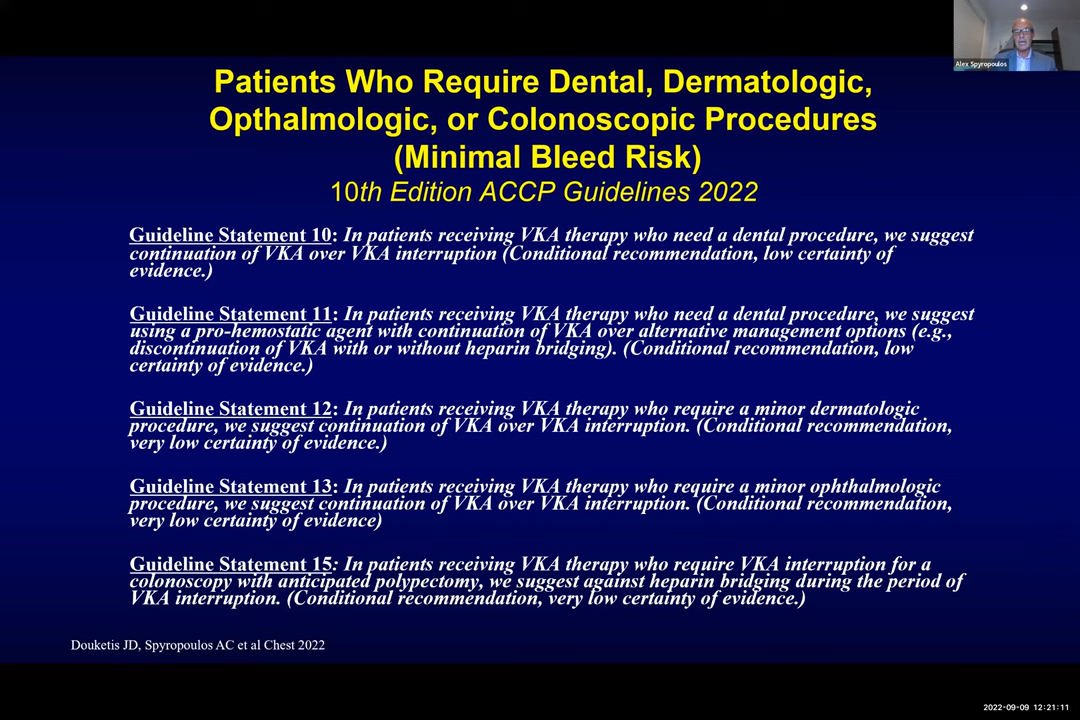 Alex Spyropoulos
Patients Who Require Dental, Dermatologic,
Opthalmologic, or Colonoscopic Procedures
(Minimal Bleed Risk)
10th Edition ACCP Guidelines 2022
Guideline Statement 10: In patients receiving VKA therapy who need a dental procedure, we suggest
continuation of VKA over VKA interruption (Conditional recommendation, low certainty of
evidence.)
Guideline Statement 11: In patients receiving VKA therapy who need a dental procedure, we suggest
using a pro-hemostatic agent with continuation of VKA over alternative management options (e.g.,
discontinuation of VKA with or without heparin bridging). (Conditional recommendation, low
certainty of evidence.)
Guideline Statement 12: In patients receiving VKA therapy who require a minor dermatologic
procedure, we suggest continuation of VKA over VKA interruption. (Conditional recommendation,
very low certainty of evidence.)
Guideline Statement 13: In patients receiving VKA therapy who require a minor ophthalmologic
procedure, we suggest continuation of VKA over VKA interruption. (Conditional recommendation,
very low certainty of evidence)
Guideline Statement 15: In patients receiving VKA therapy who require VKA interruption for a
colonoscopy with anticipated polypectomy, we suggest against heparin bridging during the period of
VKA interruption. (Conditional recommendation, very low certainty of evidence.)
Douketis JD, Spyropoulos AC et al Chest 2022
2022-09-09 12:21:11